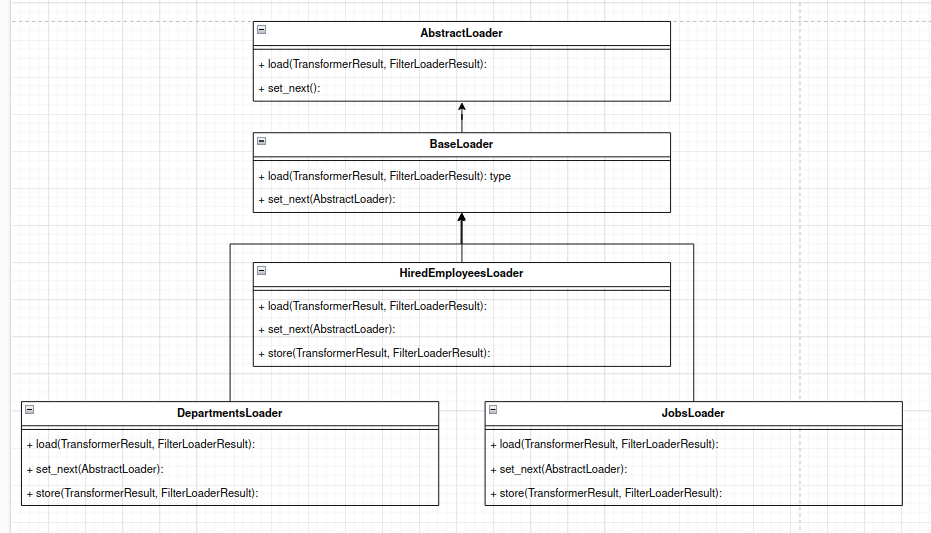 AbstractLoader
+ load(TransformerResult, FilterLoaderResult):
+ set_next():
BaseLoader
+ load(TransformerResult, FilterLoaderResult): type
+ set_next(AbstractLoader):
HiredEmployeesLoader
+ load(TransformerResult, FilterLoaderResult):
+ set_next(AbstractLoader):
+ store(TransformerResult, FilterLoaderResult):
DepartmentsLoader
+ load(TransformerResult, FilterLoaderResult):
+ set_next(AbstractLoader):
+ store(TransformerResult, FilterLoaderResult):
JobsLoader
+ load(TransformerResult, FilterLoaderResult):
+ set_next(AbstractLoader):
+ store(TransformerResult, FilterLoaderResult):